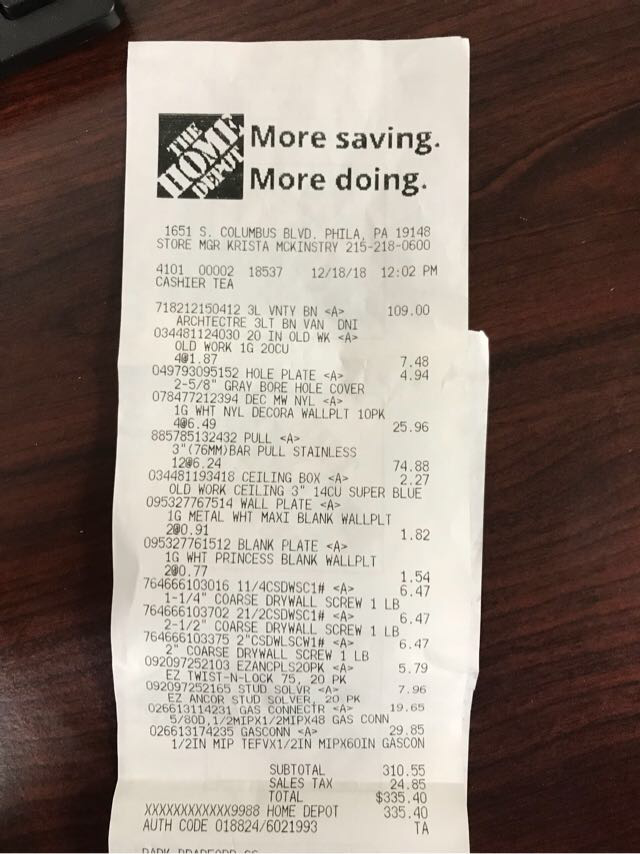 THE
HOME
DEPOT
More saving.
More doing.
1651 S. COLUMBUS BLVD. PHILA, PA 19148
STORE MGR KRISTA MCKINSTRY 215-218-0600
4101 00002 18537 12/18/18 12:02 PM
CASHIER TEA
718212150412 3L VNTY BN <A> 109.00
ARCHTECTRE 3LT BN VAN DNI
034481124030 20 IN OLD WK <A>
OLD WORK 1G 20CU
4@1.87 7.48
049793095152 HOLE PLATE <A> 4.94
2-5/8" GRAY BORE HOLE COVER
078477212394 DEC MW NYL <A>
1G WHT NYL DECORA WALLPLT 10PK
4@6.49 25.96
885785132432 PULL <A>
3"(76MM)BAR PULL STAINLESS
12@6.24 74.88
034481193418 CEILING BOX <A> 2.27
OLD WORK CEILING 3" 14CU SUPER BLUE
095327767514 WALL PLATE <A>
1G METAL WHT MAXI BLANK WALLPLT
2@0.91 1.82
095327761512 BLANK PLATE <A>
1G WHT PRINCESS BLANK WALLPLT
2@0.77 1.54
764666103016 11/4CSDWSC1# <A> 6.47
1-1/4" COARSE DRYWALL SCREW 1 LB
764666103702 21/2CSDWSC1# <A> 6.47
2-1/2" COARSE DRYWALL SCREW 1 LB
764666103375 2"CSDWLSCW1# <A> 6.47
2" COARSE DRYWALL SCREW 1 LB
092097252103 EZANCPLS20PK <A> 5.79
EZ TWIST-N-LOCK 75, 20 PK
092097252165 STUD SOLVR <A> 7.96
EZ ANCOR STUD SOLVER, 20 PK
026613114231 GAS CONNECTR <A> 19.65
5/8OD,1/2MIPX1/2MIPX48 GAS CONN
026613174235 GASCONN <A> 29.85
1/2IN MIP TEFVX1/2IN MIPX60IN GASCON
SUBTOTAL 310.55
SALES TAX 24.85
TOTAL $335.40
XXXXXXXXXXXX9988 HOME DEPOT 335.40
AUTH CODE 018824/6021993 TA